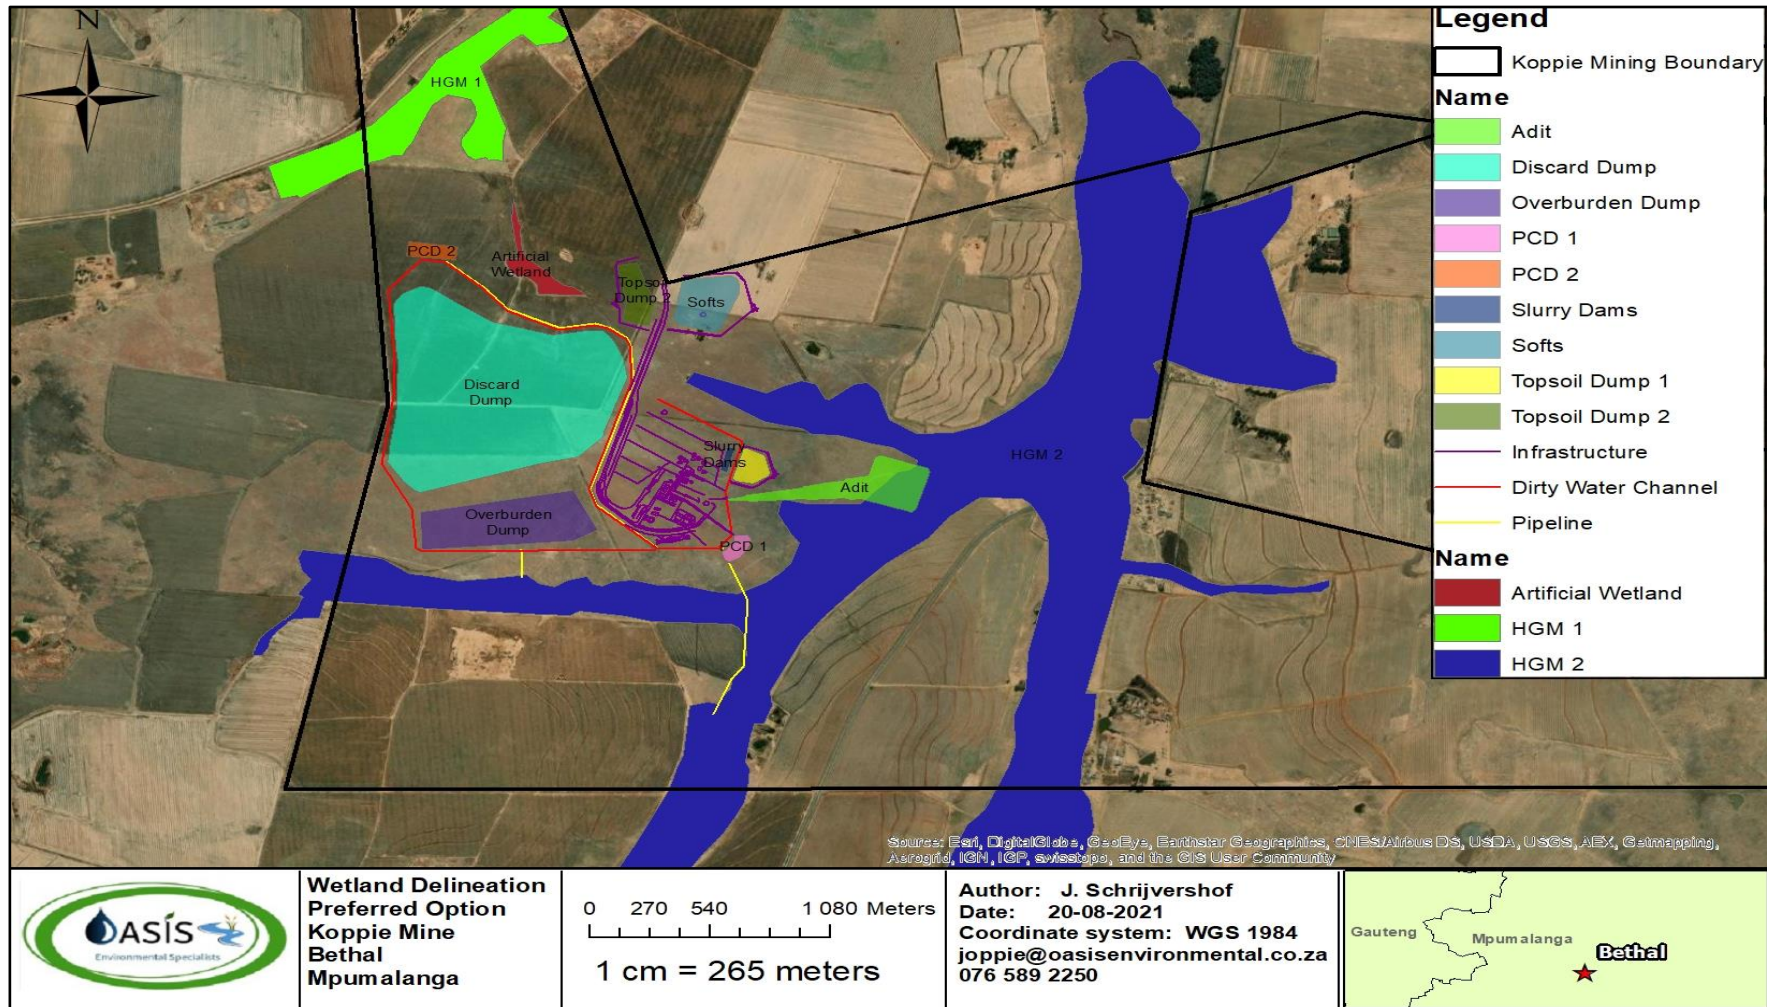 N
HGM 1
PCD 2
Artificial
Wetland
Topsoil
Dump 2
Softs
Discard
Dump
Slurry
Dams
HGM 2
Adit
Overburden
Dump
PCD 1
Legend
Koppie Mining Boundary
Name
Adit
Discard Dump
Overburden Dump
PCD 1
PCD 2
Slurry Dams
Softs
Topsoil Dump 1
Topsoil Dump 2
Infrastructure
Dirty Water Channel
Pipeline
Name
Artificial Wetland
HGM 1
HGM 2
Source: Esri, DigitalGlobe, GeoEye, Earthstar Geographics, CNES/Airbus DS, USDA, USGS, AEX, Getmapping,
Aerogrid, IGN, IGP, swisstopo, and the GIS User Community
OASIS
Environmental Specialists
Wetland Delineation
Preferred Option
Koppie Mine
Bethal
Mpumalanga
0 270 540 1 080 Meters
1 cm = 265 meters
Author: J. Schrijvershof
Date: 20-08-2021
Coordinate system: WGS 1984
joppie@oasisenvironmental.co.za
076 589 2250
Gauteng
Mpumalanga
Bethal